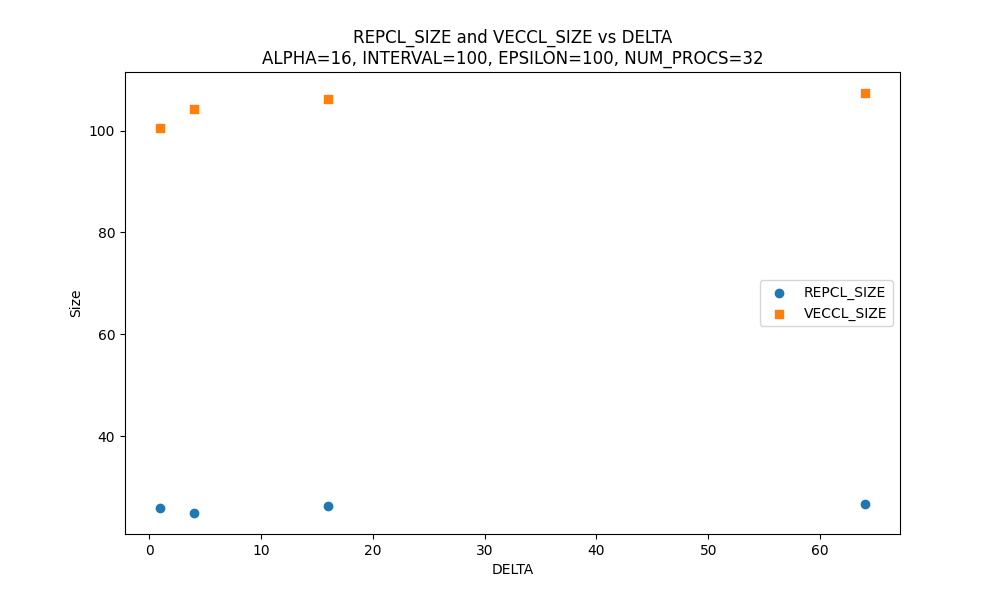 REPCL_SIZE and VECCL_SIZE vs DELTA
ALPHA=16, INTERVAL=100, EPSILON=100, NUM_PROCS=32
100
80
60
40
Size
REPCL_SIZE
VECCL_SIZE
0 10 20 30 40 50 60
DELTA